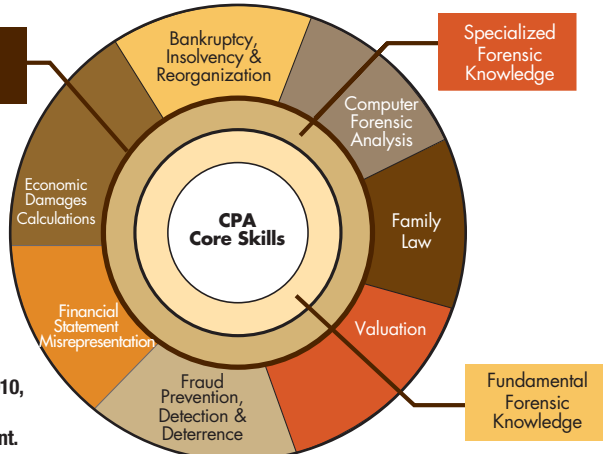 Bankruptcy,
Insolvency &
Reorganization
Specialized
Forensic
Knowledge
Computer
Forensic
Analysis
Economic
Damages
Calculations
CPA
Core Skills
Family
Law
Financial
Statement
Misrepresentation
Valuation
Fraud
Prevention,
Detection &
Deterrence
Fundamental
Forensic
Knowledge
10,
nt.